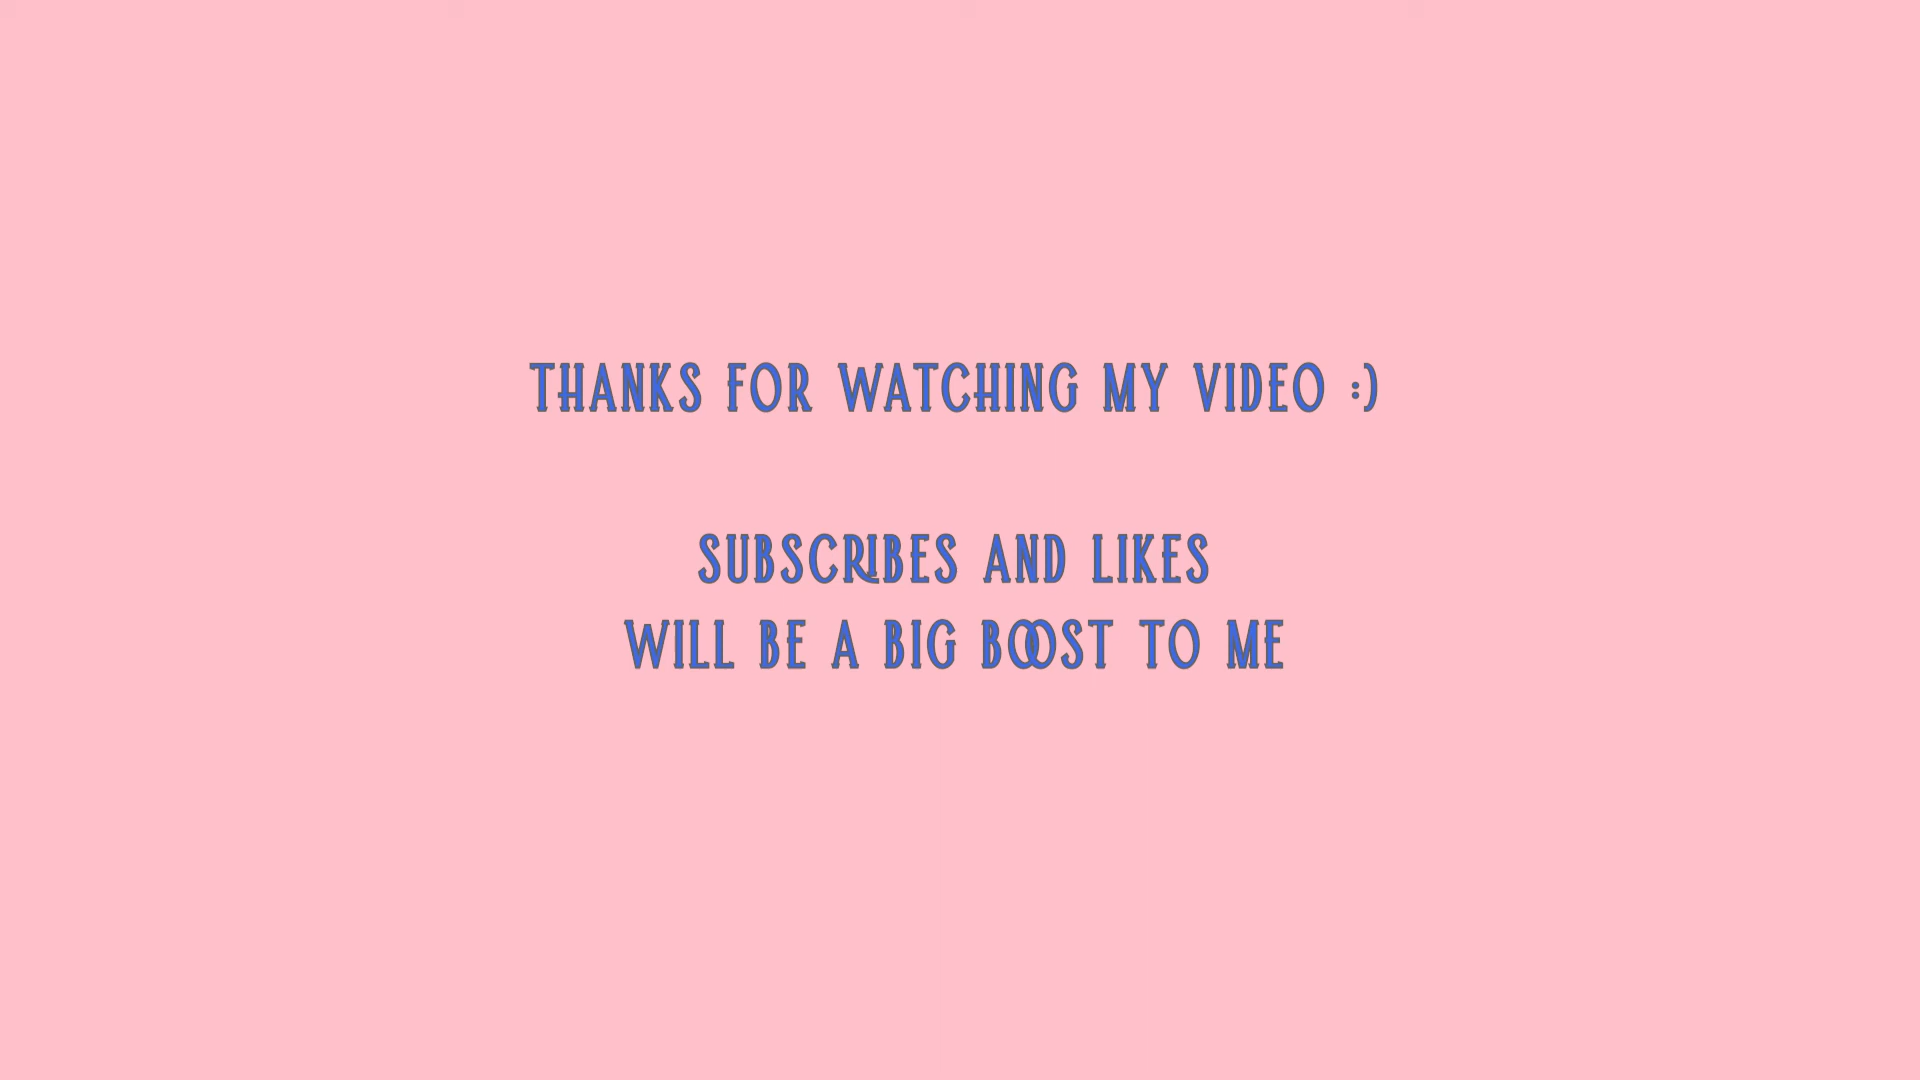 THANKS FOR WATCHING MY VIDEO :)
SUBSCRIBES AND LIKES
WILL BE A BIG BOOST TO ME